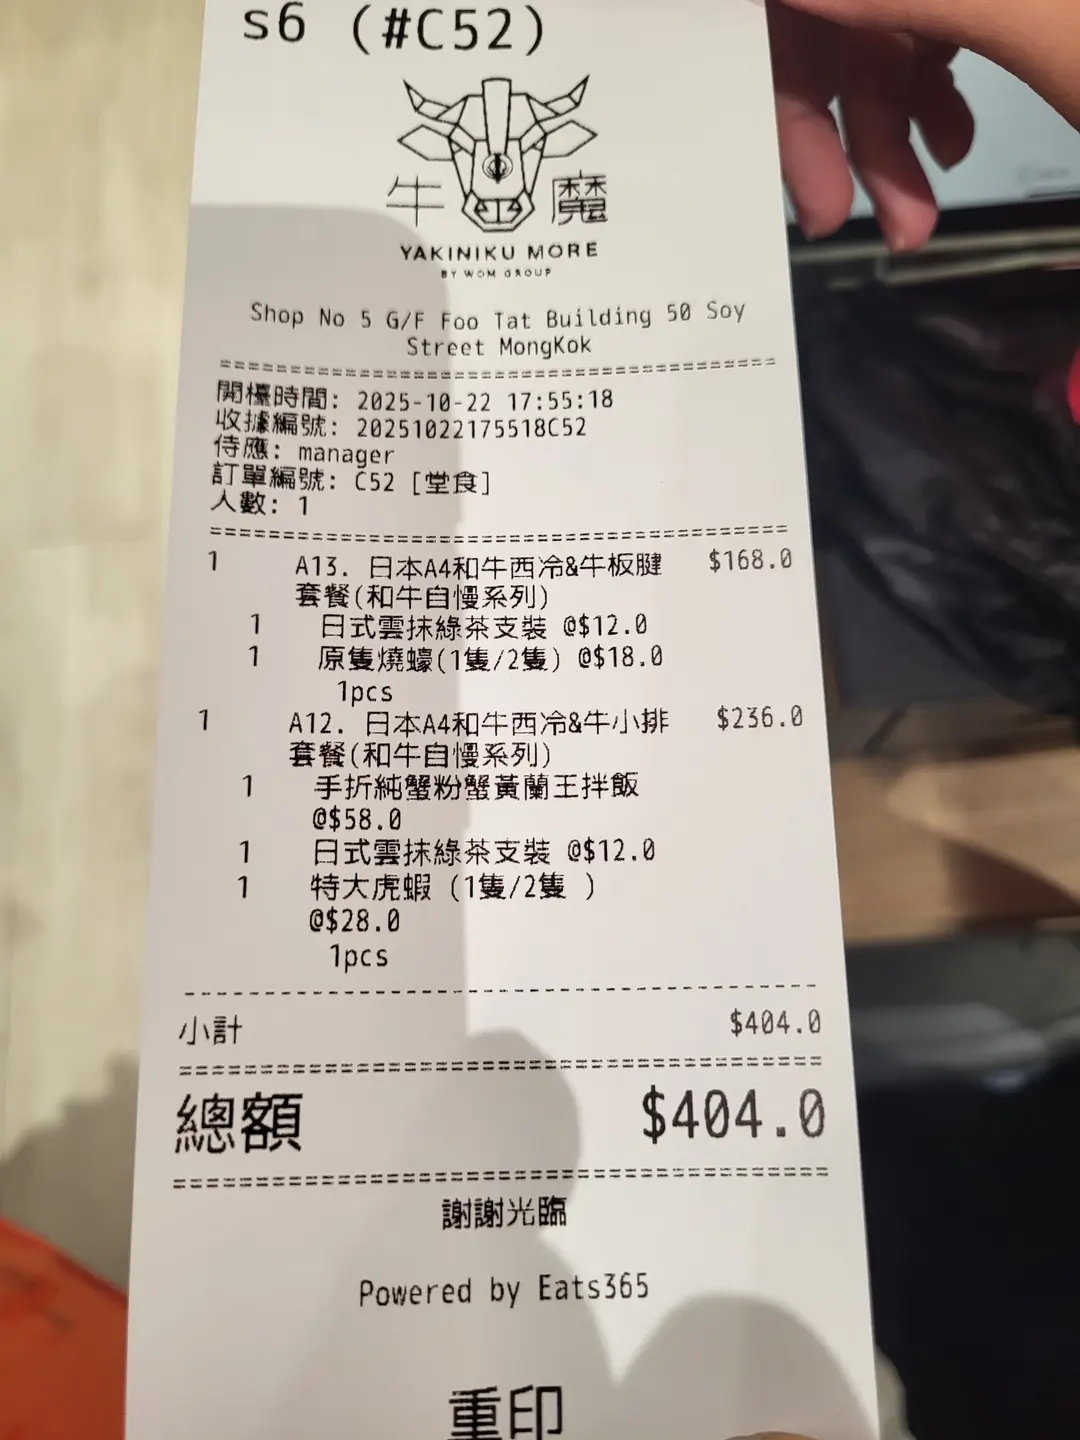 s6 (#C52)
牛魔
YAKINIKU MORE
BY WOM GROUP
Shop No 5 G/F Foo Tat Building 50 Soy
Street MongKok
開檯時間: 2025-10-22 17:55:18
收據編號: 20251022175518C52
侍應: manager
訂單編號: C52 [堂食]
人數: 1
1 A13. 日本A4和牛西冷&牛板腱 $168.0
套餐(和牛自慢系列)
1 日式雲抹綠茶支裝 @$12.0
1 原隻燒蠔(1隻/2隻) @$18.0
1pcs
1 A12. 日本A4和牛西冷&牛小排 $236.0
套餐(和牛自慢系列)
1 手折純蟹粉蟹黃蘭王拌飯
@$58.0
1 日式雲抹綠茶支裝 @$12.0
1 特大虎蝦 (1隻/2隻 )
@$28.0
1pcs
小計 $404.0
總額 $404.0
謝謝光臨
Powered by Eats365
重印